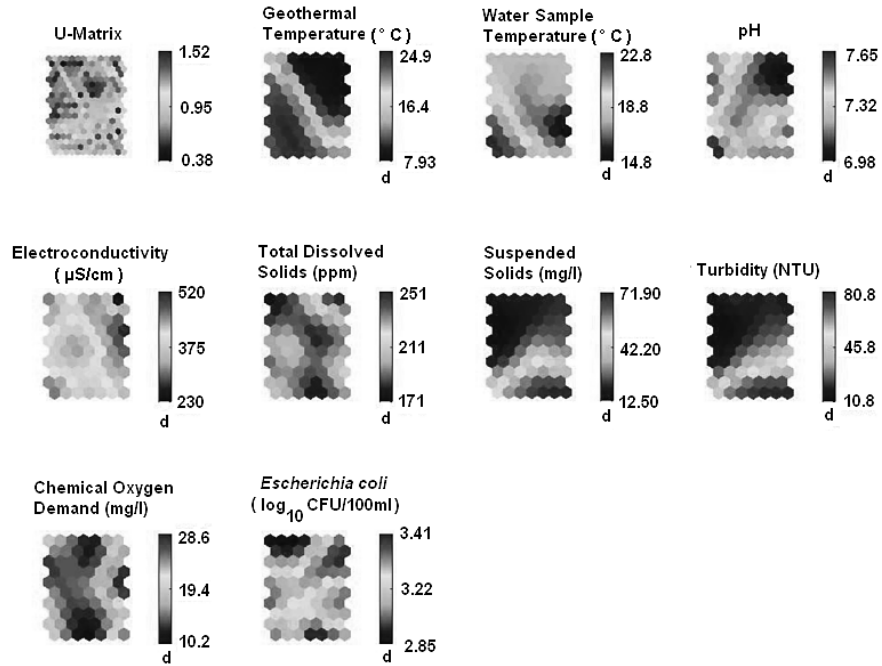 U-Matrix
1.52
0.95
0.38
Geothermal
Temperature ( ° C )
24.9
16.4
7.93
d
Water Sample
Temperature ( ° C )
22.8
18.8
14.8
d
pH
7.65
7.32
6.98
d
Electroconductivity
( µS/cm )
520
375
230
d
Total Dissolved
Solids (ppm)
251
211
171
d
Suspended
Solids (mg/l)
71.90
42.20
12.50
d
Turbidity (NTU)
80.8
45.8
10.8
d
Chemical Oxygen
Demand (mg/l)
28.6
19.4
10.2
d
Escherichia coli
( log10 CFU/100ml)
3.41
3.22
2.85
d